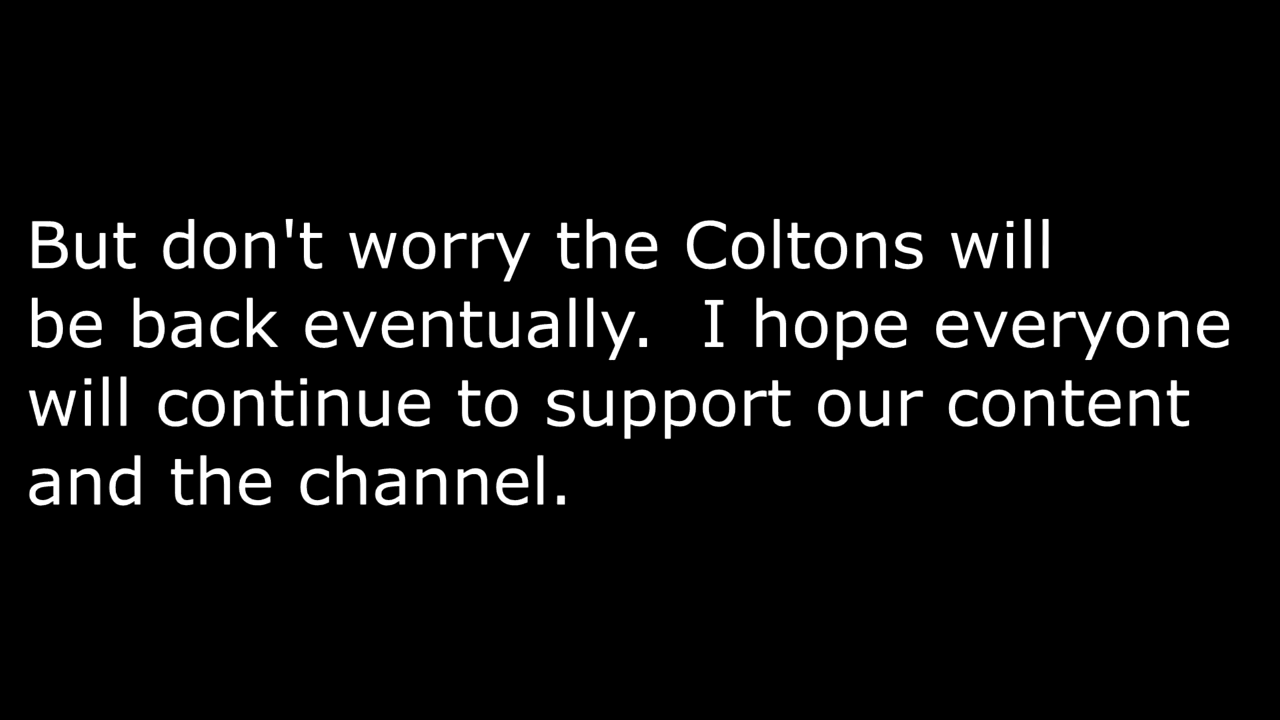 But don't worry the Coltons will
be back eventually.  I hope everyone
will continue to support our content
and the channel.